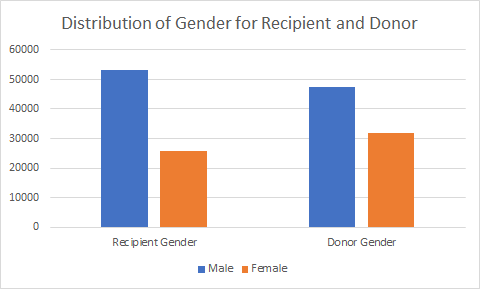 Distribution of Gender for Recipient and Donor
60000
50000
40000
30000
20000
10000
0
Recipient Gender
Donor Gender
Male Female